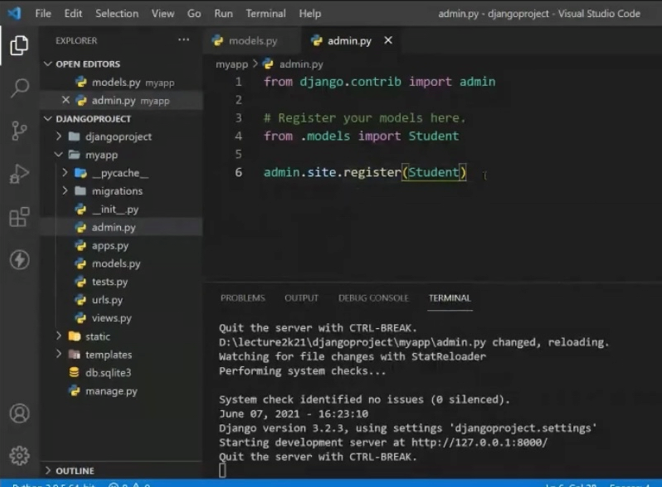 File Edit Selection View Go Run Terminal Help
admin.py - djangoproject - Visual Studio Code
EXPLORER
OPEN EDITORS
models.py myapp
admin.py myapp
DJANGOPROJECT
djangoproject
myapp
__pycache__
migrations
__init__.py
admin.py
apps.py
models.py
tests.py
urls.py
views.py
static
templates
db.sqlite3
manage.py
OUTLINE
models.py admin.py
myapp > admin.py
1 from django.contrib import admin
2
3 # Register your models here.
4 from .models import Student
5
6 admin.site.register(Student)
PROBLEMS OUTPUT DEBUG CONSOLE TERMINAL
Quit the server with CTRL-BREAK.
D:\lecture2k21\djangoproject\myapp\admin.py changed, reloading.
Watching for file changes with StatReloader
Performing system checks...
System check identified no issues (0 silenced).
June 07, 2021 - 16:23:10
Django version 3.2.3, using settings 'djangoproject.settings'
Starting development server at http://127.0.0.1:8000/
Quit the server with CTRL-BREAK.